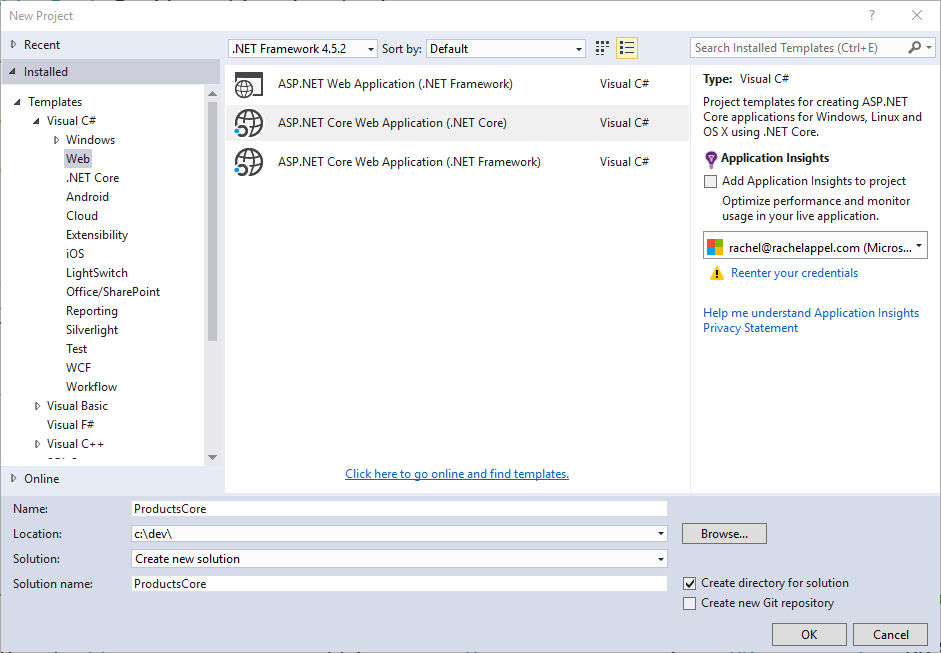 New Project
Recent
.NET Framework 4.5.2
Sort by:
Default
Search Installed Templates (Ctrl+E)
Installed
Templates
Visual C#
Windows
Web
.NET Core
Android
Cloud
Extensibility
iOS
LightSwitch
Office/SharePoint
Reporting
Silverlight
Test
WCF
Workflow
Visual Basic
Visual F#
Visual C++
Online
ASP.NET Web Application (.NET Framework) Visual C#
ASP.NET Core Web Application (.NET Core) Visual C#
ASP.NET Core Web Application (.NET Framework) Visual C#
Click here to go online and find templates.
Type: Visual C#
Project templates for creating ASP.NET
Core applications for Windows, Linux and
OS X using .NET Core.
Application Insights
Add Application Insights to project
Optimize performance and monitor
usage in your live application.
rachel@rachelappel.com (Micros...
Reenter your credentials
Help me understand Application Insights
Privacy Statement
Name: ProductsCore
Location: c:\dev\
Browse...
Solution: Create new solution
Solution name: ProductsCore
Create directory for solution
Create new Git repository
OK
Cancel